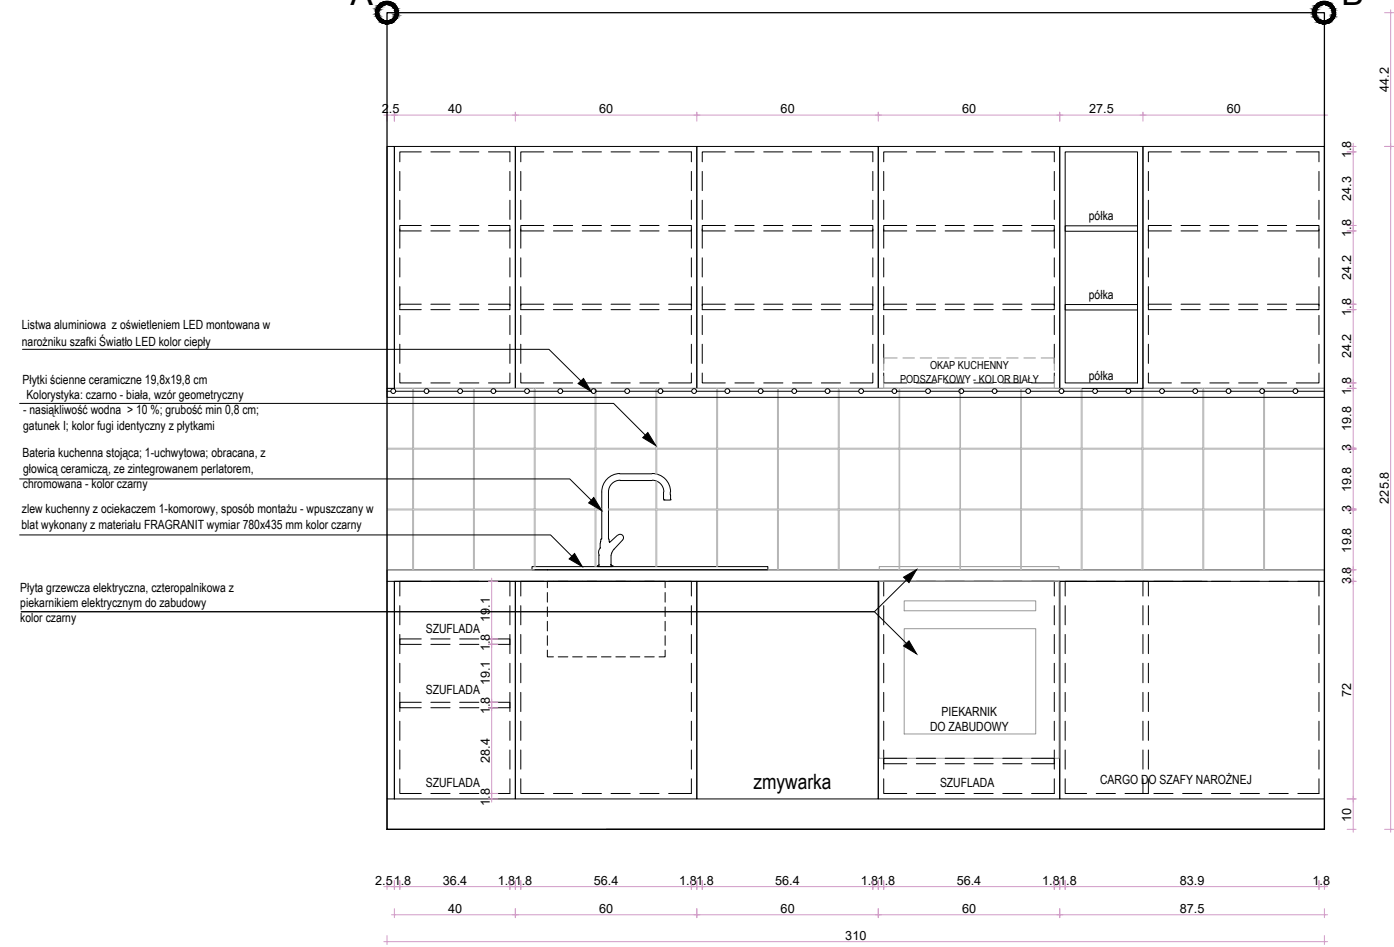 A
B
44.2
2.5 40 60 60 60 27.5 60
1.8
24.3
półka
1.8
24.2
półka
1.8
24.2
OKAP KUCHENNY
PODSZAFKOWY - KOLOR BIAŁY
półka
1.8
Listwa aluminiowa z oświetleniem LED montowana w
narożniku szafki Światło LED kolor ciepły
Płytki ścienne ceramiczne 19,8x19,8 cm
Kolorystyka: czarno - biała, wzór geometryczny
- nasiąkliwość wodna > 10 %; grubość min 0,8 cm;
gatunek I; kolor fugi identyczny z płytkami
Bateria kuchenna stojąca; 1-uchwytowa; obracana, z
głowicą ceramiczą, ze zintegrowanem perlatorem,
chromowana - kolor czarny
zlew kuchenny z ociekaczem 1-komorowy, sposób montażu - wpuszczany w
blat wykonany z materiału FRAGRANIT wymiar 780x435 mm kolor czarny
Płyta grzewcza elektryczna, czteropalnikowa z
piekarnikiem elektrycznym do zabudowy
kolor czarny
19.8
.3
19.8
.3
19.8
3.8
225.8
72
10
19.1
SZUFLADA
1.8
19.1
SZUFLADA
1.8
28.4
SZUFLADA
1.8
zmywarka
PIEKARNIK
DO ZABUDOWY
SZUFLADA
CARGO DO SZAFY NAROŻNEJ
2.5 1.8 36.4 1.8 1.8 56.4 1.8 1.8 56.4 1.8 1.8 56.4 1.8 1.8 83.9 1.8
40 60 60 60 87.5
310